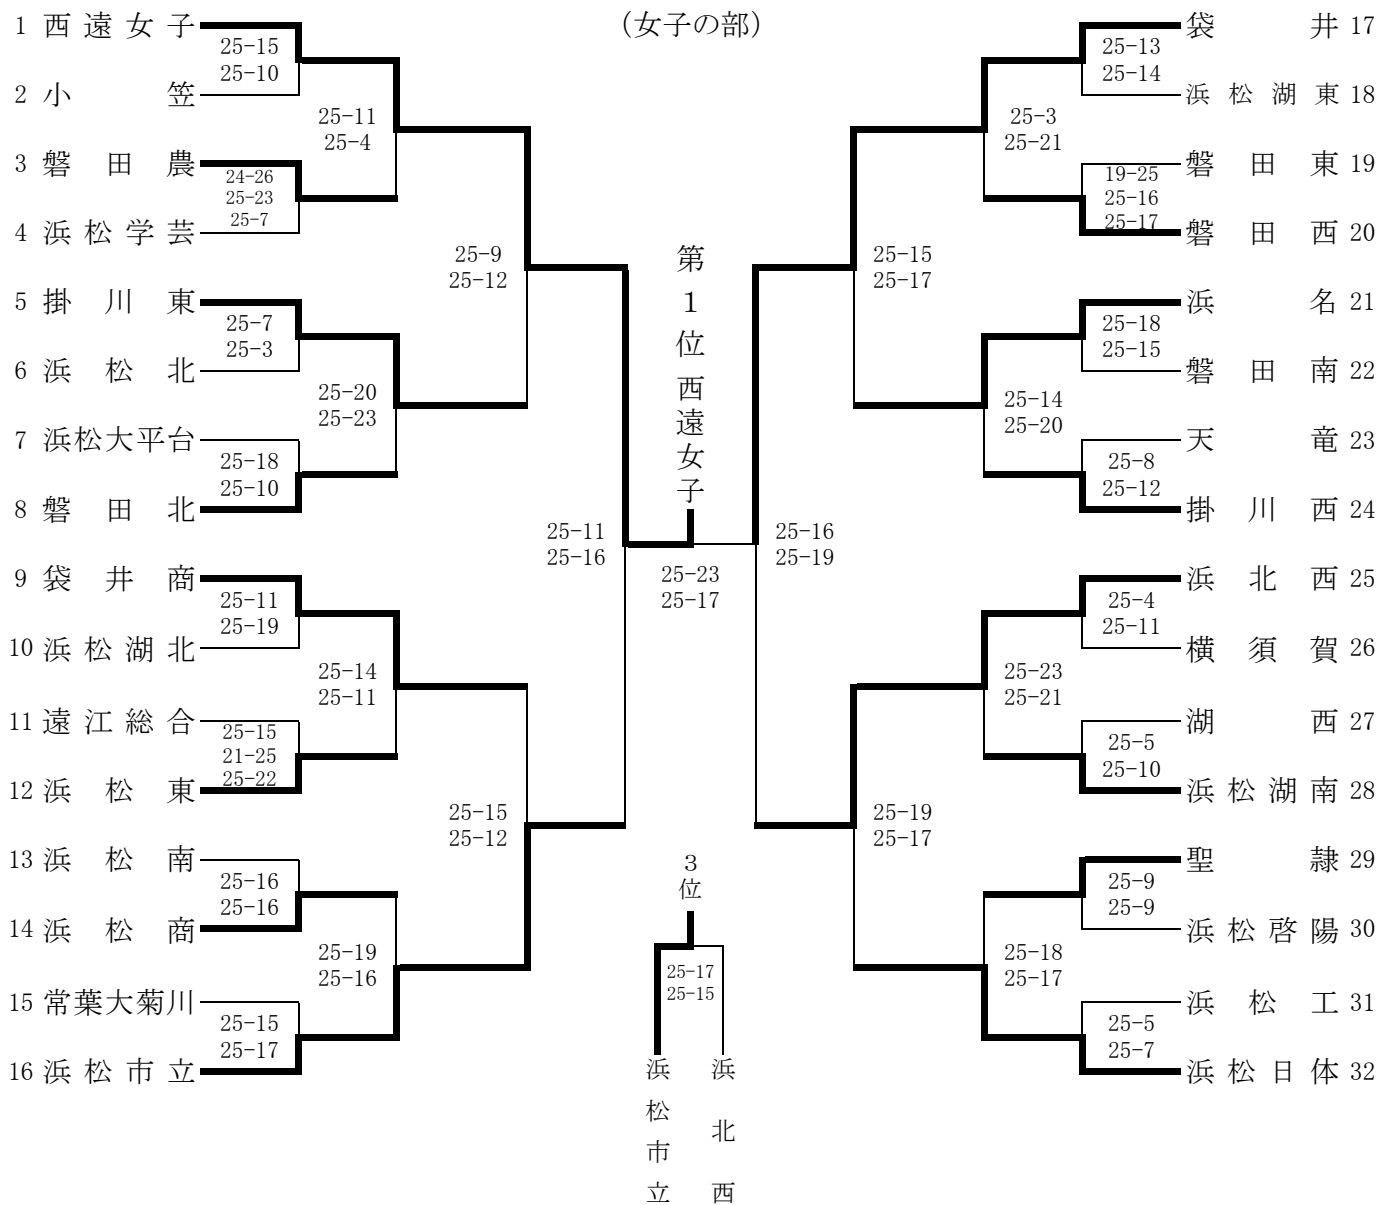 （女子の部）
1 西遠女子
25-15
25-10
2 小笠
25-11
25-4
3 磐田農
24-26
25-23
25-7
4 浜松学芸
25-9
25-12
5 掛川東
25-7
25-3
6 浜松北
25-20
25-23
7 浜松大平台
25-18
25-10
8 磐田北
25-11
25-16
9 袋井商
25-11
25-19
10 浜松湖北
25-14
25-11
11 遠江総合
25-15
21-25
25-22
12 浜松東
25-15
25-12
13 浜松南
25-16
25-16
14 浜松商
25-19
25-16
15 常葉大菊川
25-15
25-17
16 浜松市立
第1位西遠女子
25-23
25-17
3位
25-17
25-15
浜松市立
浜北西
袋井 17
25-13
25-14
浜松湖東 18
25-3
25-21
磐田東 19
19-25
25-16
25-17
磐田西 20
25-15
25-17
浜名 21
25-18
25-15
磐田南 22
25-14
25-20
天竜 23
25-8
25-12
掛川西 24
25-16
25-19
浜北西 25
25-4
25-11
横須賀 26
25-23
25-21
湖西 27
25-5
25-10
浜松湖南 28
25-19
25-17
聖隷 29
25-9
25-9
浜松啓陽 30
25-18
25-17
浜松工 31
25-5
25-7
浜松日体 32